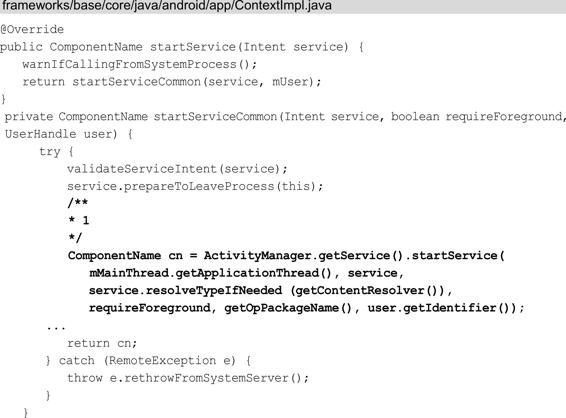 frameworks/base/core/java/android/app/ContextImpl.java
@Override
public ComponentName startService(Intent service) {
warnIfCallingFromSystemProcess();
return startServiceCommon(service, mUser);
}
private ComponentName startServiceCommon(Intent service, boolean requireForeground,
UserHandle user) {
try {
validateServiceIntent(service);
service.prepareToLeaveProcess(this);
/**
* 1
*/
ComponentName cn = ActivityManager.getService().startService(
mMainThread.getApplicationThread(), service,
service.resolveTypeIfNeeded (getContentResolver()),
requireForeground, getOpPackageName(), user.getIdentifier());
...
return cn;
} catch (RemoteException e) {
throw e.rethrowFromSystemServer();
}
}